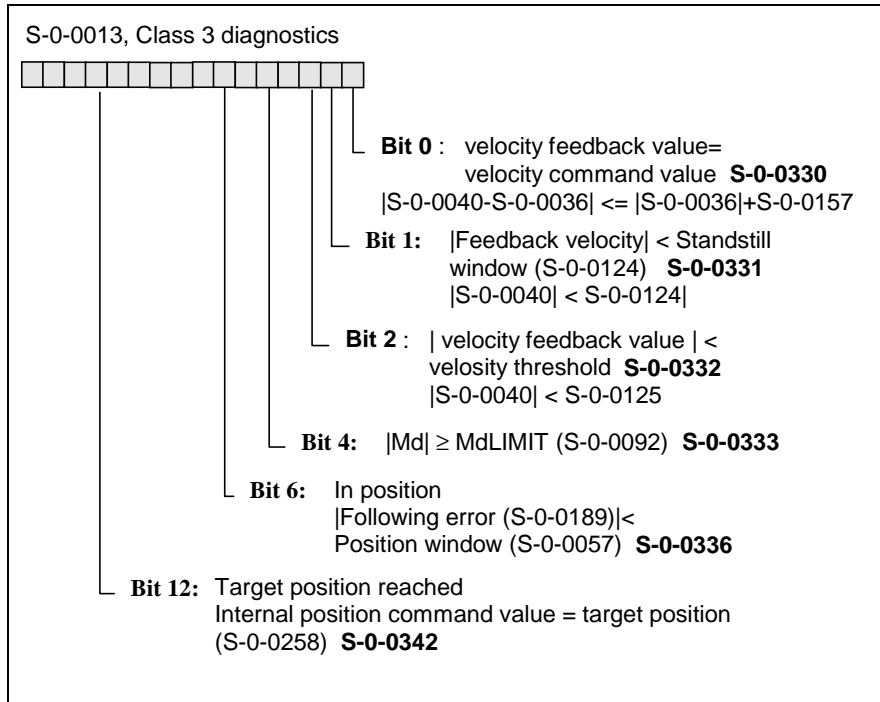 S-0-0013, Class 3 diagnostics
Bit 0 : velocity feedback value=
velocity command value S-0-0330
|S-0-0040-S-0-0036| <= |S-0-0036|+S-0-0157
Bit 1: |Feedback velocity| < Standstill
window (S-0-0124) S-0-0331
|S-0-0040| < S-0-0124|
Bit 2 : | velocity feedback value | <
velosity threshold S-0-0332
|S-0-0040| < S-0-0125
Bit 4: |Md| ≥ MdLIMIT (S-0-0092) S-0-0333
Bit 6: In position
|Following error (S-0-0189)|<
Position window (S-0-0057) S-0-0336
Bit 12: Target position reached
Internal position command value = target position
(S-0-0258) S-0-0342